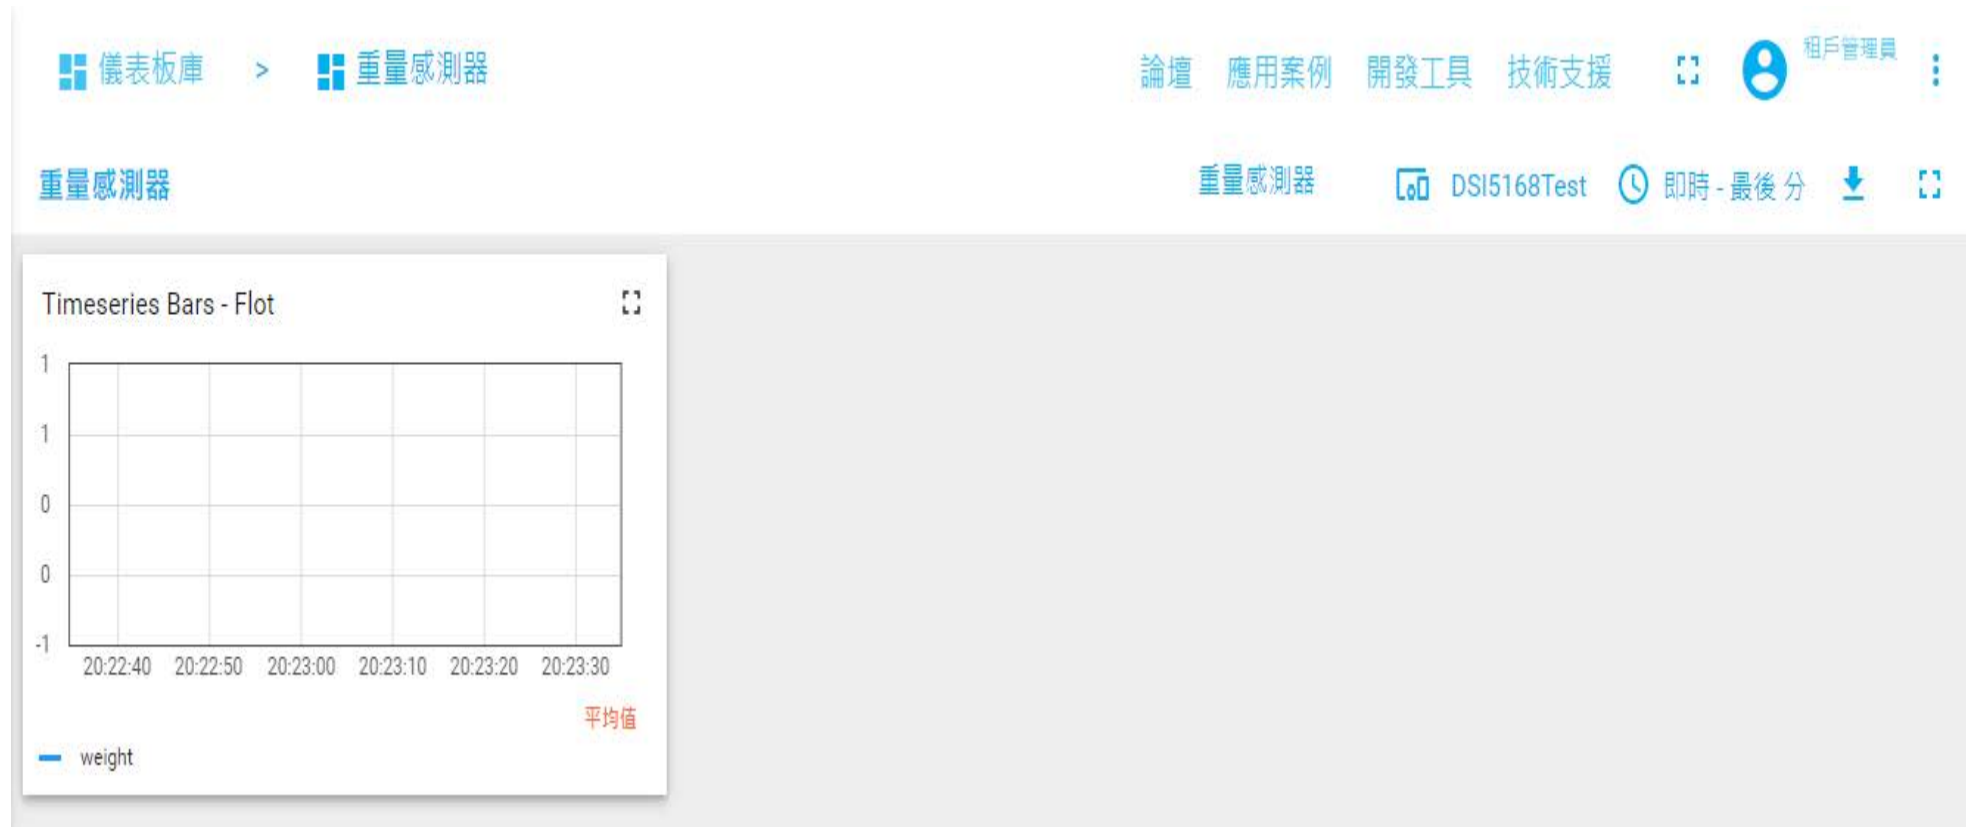 儀表板庫 > 重量感測器 論壇 應用案例 開發工具 技術支援 租戶管理員
重量感測器 重量感測器 DSI5168Test 即時 - 最後 分
Timeseries Bars - Flot
1
1
0
0
-1
20:22:40 20:22:50 20:23:00 20:23:10 20:23:20 20:23:30
平均值
weight